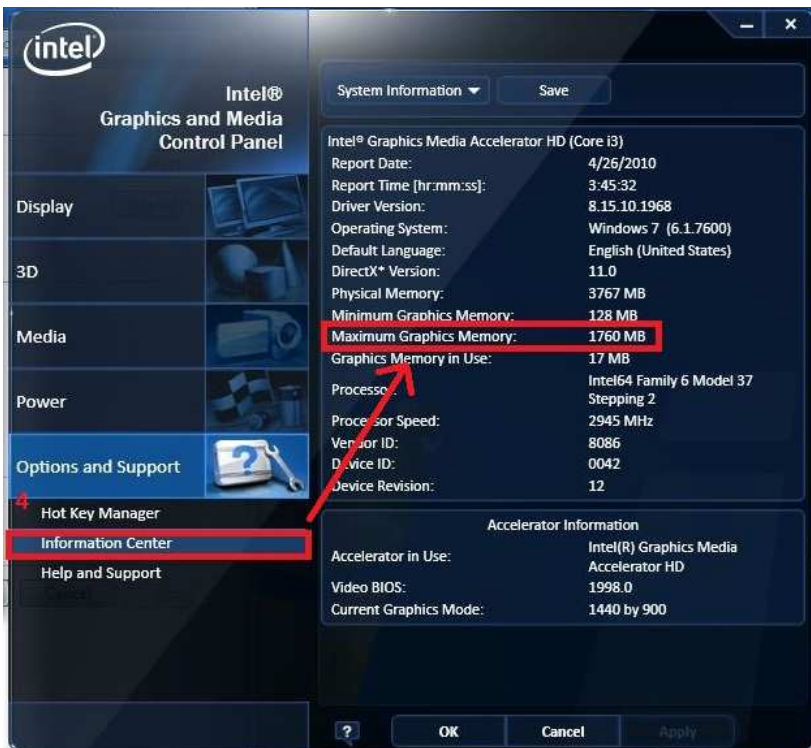 intel
Intel®
Graphics and Media
Control Panel
Display
3D
Media
Power
Options and Support
4
Hot Key Manager
Information Center
Help and Support
System Information
Save
Intel® Graphics Media Accelerator HD (Core i3)
Report Date: 4/26/2010
Report Time [hr:mm:ss]: 3:45:32
Driver Version: 8.15.10.1968
Operating System: Windows 7 (6.1.7600)
Default Language: English (United States)
DirectX* Version: 11.0
Physical Memory: 3767 MB
Minimum Graphics Memory: 128 MB
Maximum Graphics Memory: 1760 MB
Graphics Memory in Use: 17 MB
Processor: Intel64 Family 6 Model 37
Stepping 2
Processor Speed: 2945 MHz
Vendor ID: 8086
Device ID: 0042
Device Revision: 12
Accelerator Information
Accelerator in Use: Intel(R) Graphics Media
Accelerator HD
Video BIOS: 1998.0
Current Graphics Mode: 1440 by 900
?
OK
Cancel
Apply